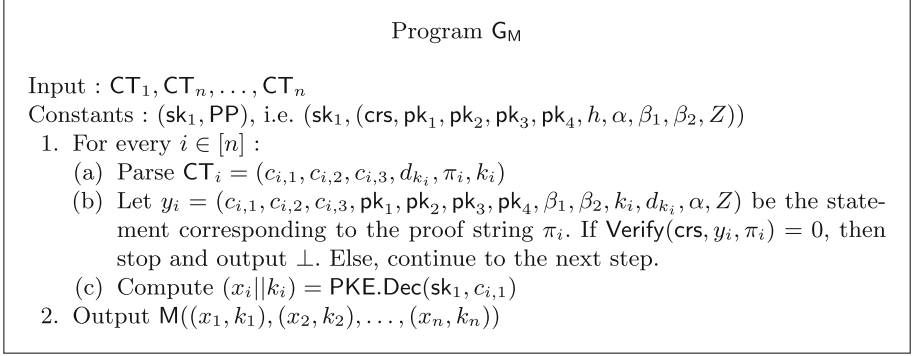 Program G_M
Input : CT_1, CT_n, . . . , CT_n
Constants : (sk_1, PP), i.e. (sk_1, (crs, pk_1, pk_2, pk_3, pk_4, h, α, β_1, β_2, Z))
1. For every i ∈ [n] :
(a) Parse CT_i = (c_{i,1}, c_{i,2}, c_{i,3}, d_{k_i}, π_i, k_i)
(b) Let y_i = (c_{i,1}, c_{i,2}, c_{i,3}, pk_1, pk_2, pk_3, pk_4, β_1, β_2, k_i, d_{k_i}, α, Z) be the state-
ment corresponding to the proof string π_i. If Verify(crs, y_i, π_i) = 0, then
stop and output ⊥. Else, continue to the next step.
(c) Compute (x_i||k_i) = PKE.Dec(sk_1, c_{i,1})
2. Output M((x_1, k_1), (x_2, k_2), . . . , (x_n, k_n))